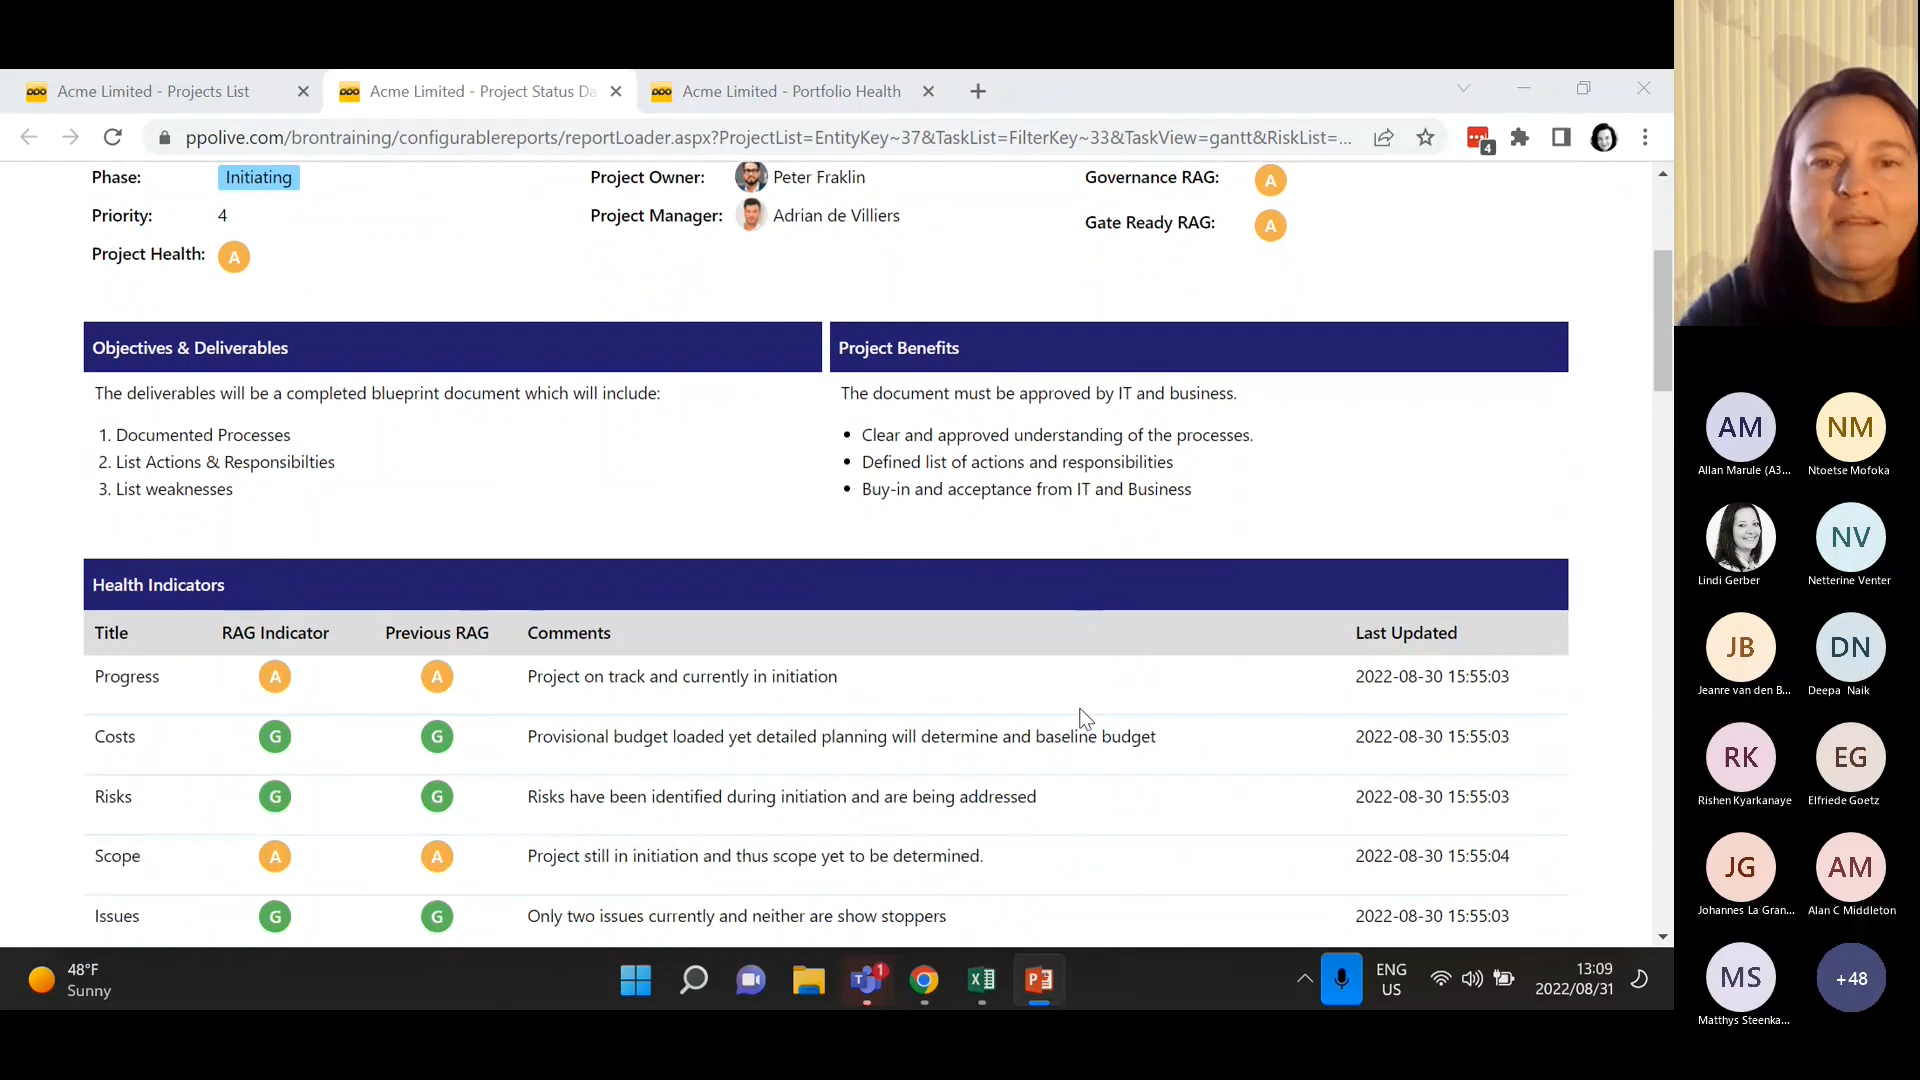 Acme Limited - Projects List
Acme Limited - Project Status Da
Acme Limited - Portfolio Health
ppolive.com/brontraining/configurablereports/reportLoader.aspx?ProjectList=EntityKey~37&TaskList=FilterKey~33&TaskView=gantt&RiskList=...
4
Phase: Initiating Project Owner: Peter Fraklin Governance RAG: A
Priority: 4 Project Manager: Adrian de Villiers Gate Ready RAG: A
Project Health: A
Objectives & Deliverables
The deliverables will be a completed blueprint document which will include:
1. Documented Processes
2. List Actions & Responsibilties
3. List weaknesses
Project Benefits
The document must be approved by IT and business.
• Clear and approved understanding of the processes.
• Defined list of actions and responsibilities
• Buy-in and acceptance from IT and Business
Health Indicators
Title RAG Indicator Previous RAG Comments Last Updated
Progress A A Project on track and currently in initiation 2022-08-30 15:55:03
Costs G G Provisional budget loaded yet detailed planning will determine and baseline budget 2022-08-30 15:55:03
Risks G G Risks have been identified during initiation and are being addressed 2022-08-30 15:55:03
Scope A A Project still in initiation and thus scope yet to be determined. 2022-08-30 15:55:04
Issues G G Only two issues currently and neither are show stoppers 2022-08-30 15:55:03
48°F
Sunny
1
ENG
US
13:09
2022/08/31
AM NM
Allan Marule (A3... Ntoetse Mofoka
NV
Lindi Gerber Netterine Venter
JB DN
Jeanre van den B... Deepa Naik
RK EG
Rishen Kyarkanaye Elfriede Goetz
JG AM
Johannes La Gran... Alan C Middleton
MS +48
Matthys Steenka...